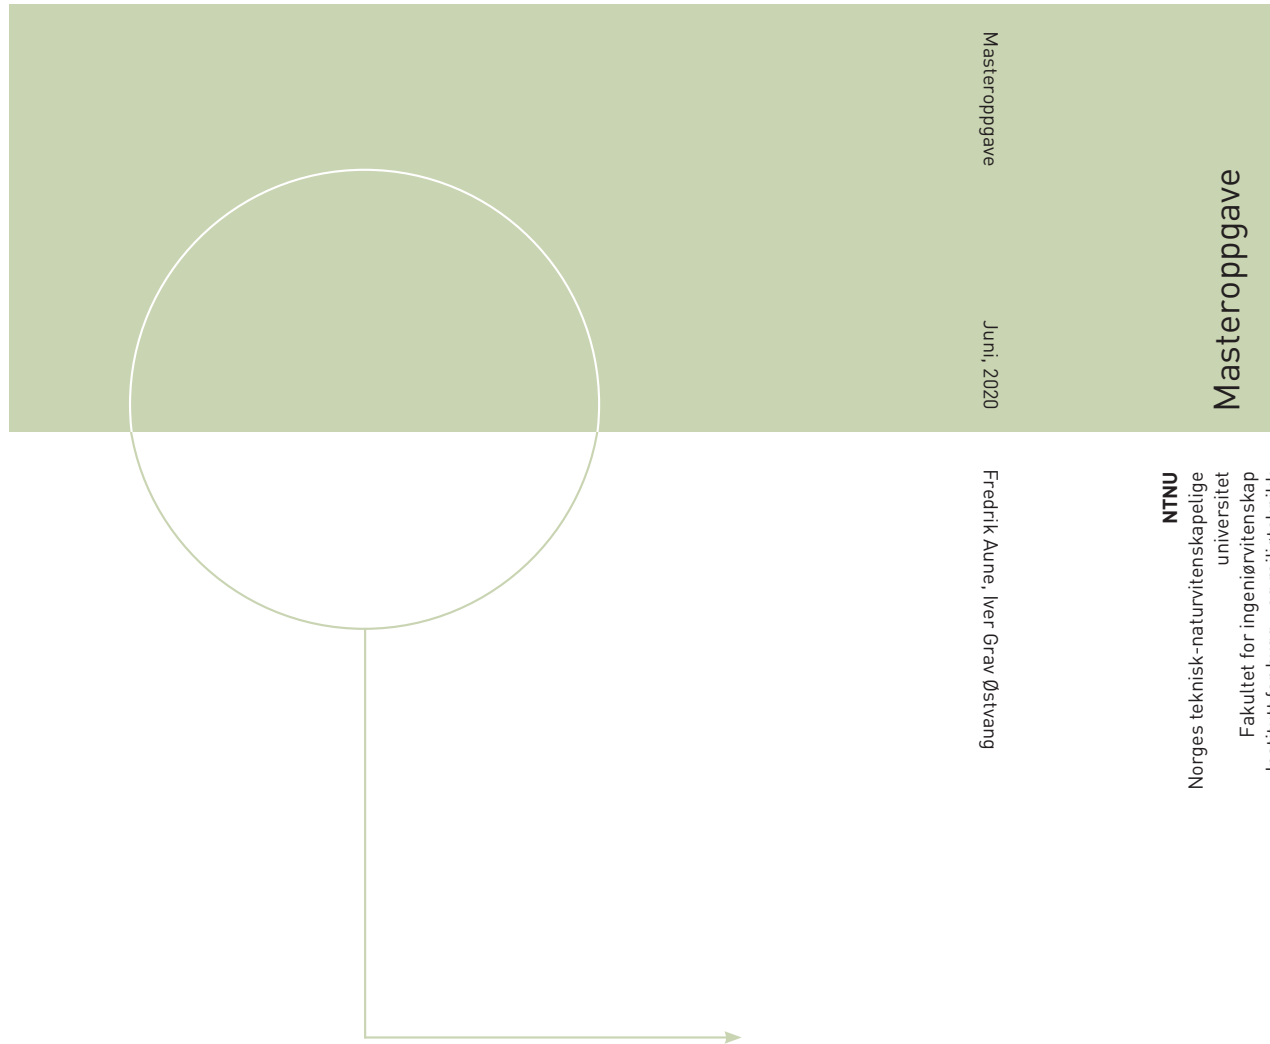 Masteroppgave
Juni, 2020
Fredrik Aune, Iver Grav Østvang
Masteroppgave
NTNU
Norges teknisk-naturvitenskapelige
universitet
Fakultet for ingeniørvitenskap